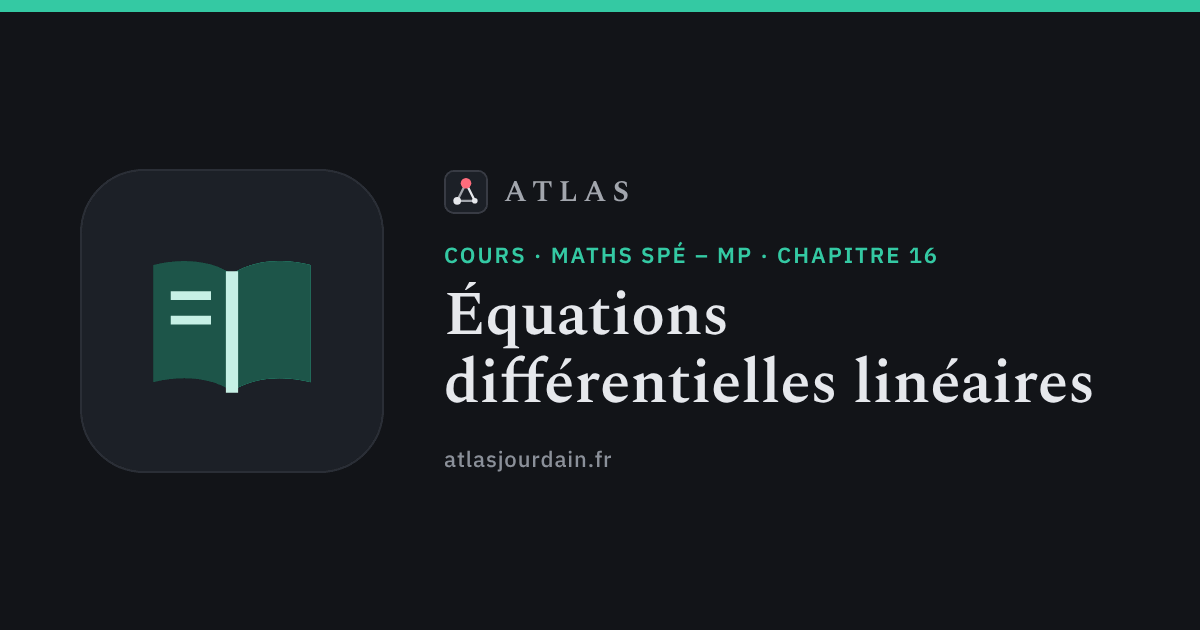 ATLAS
COURS · MATHS SPÉ – MP · CHAPITRE 16
Équations
différentielles linéaires
atlasjourdain.fr